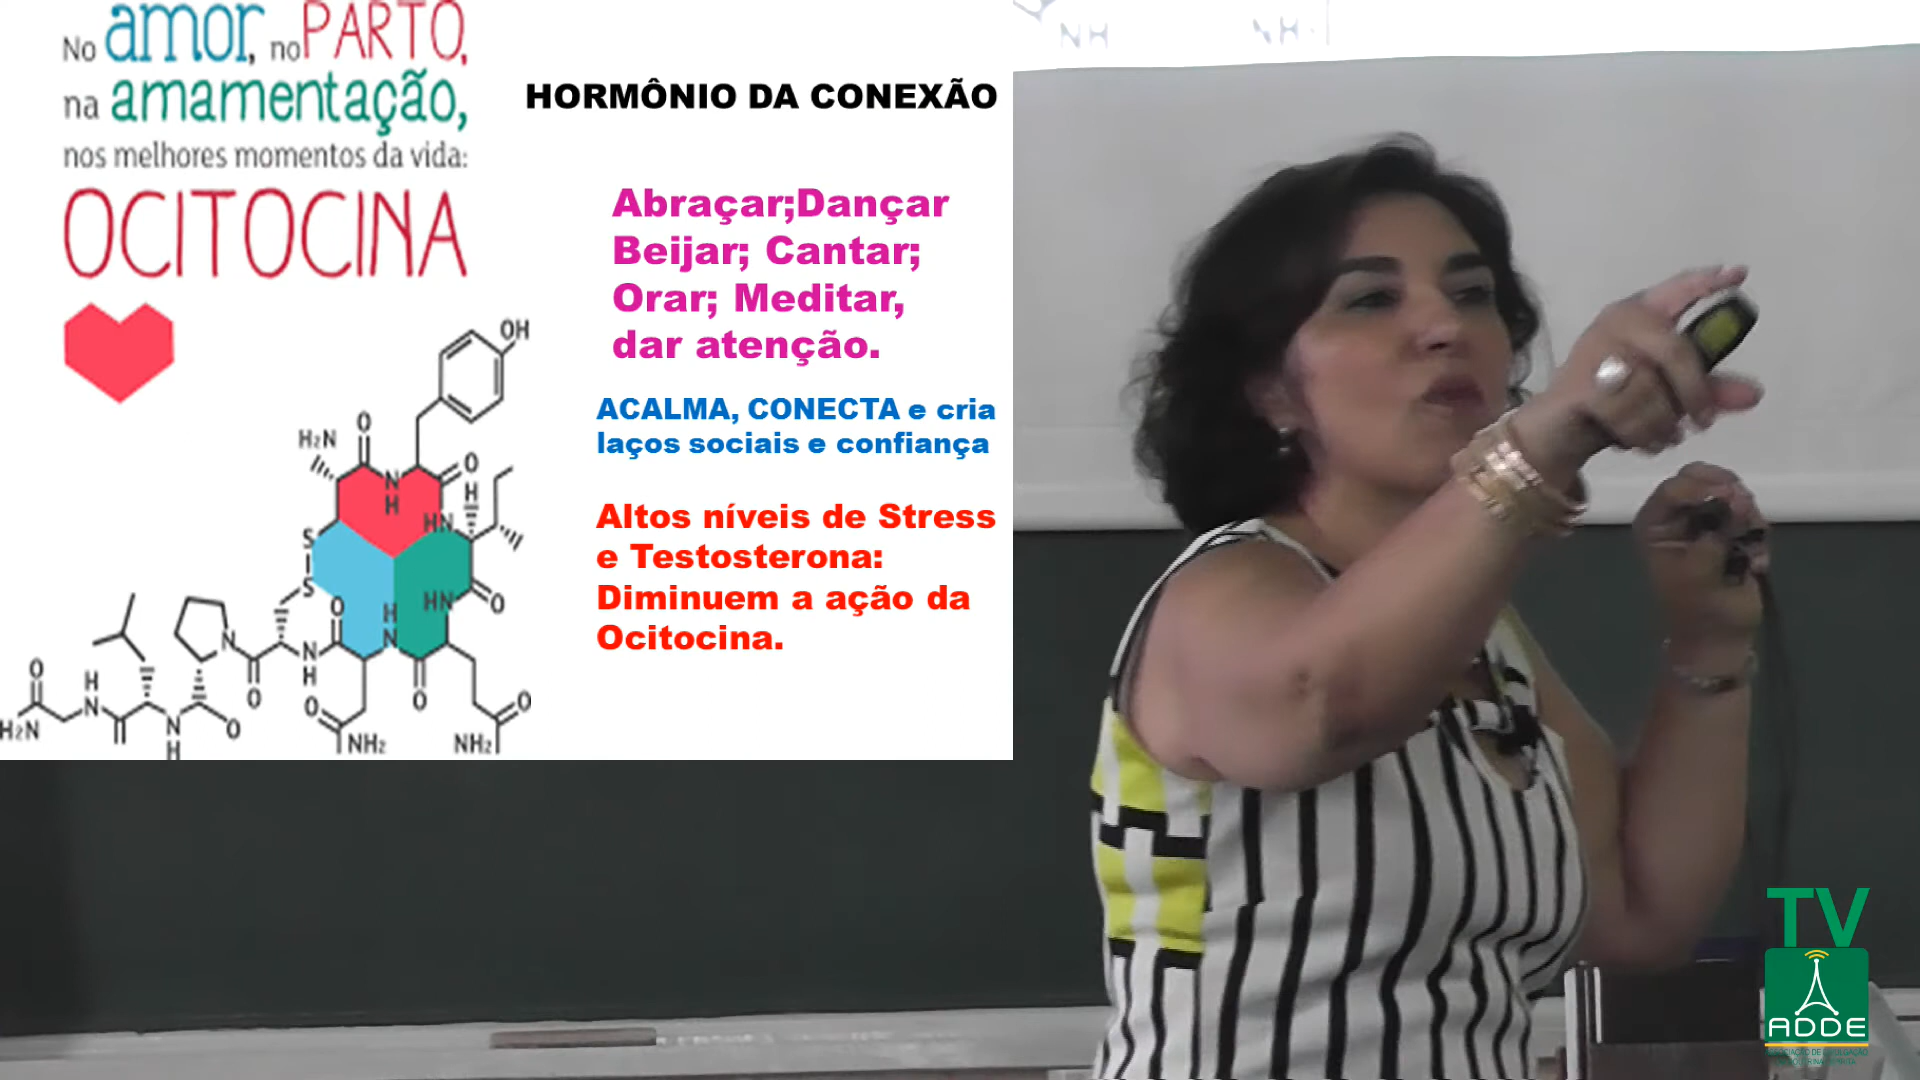 No amor, no PARTO,
na amamentação,
nos melhores momentos da vida:
OCITOCINA
HORMÔNIO DA CONEXÃO
Abraçar;Dançar
Beijar; Cantar;
Orar; Meditar,
dar atenção.
ACALMA, CONECTA e cria
laços sociais e confiança
Altos níveis de Stress
e Testosterona:
Diminuem a ação da
Ocitocina.
OH
H₂N
O
N
H
O
H
HN
S
S
O
H
N
HN
O
N
O
N
H
O
O
H
N
O
H₂N
N
H
O
O
NH₂
O
NH₂
NH
NH
TV
ADDE